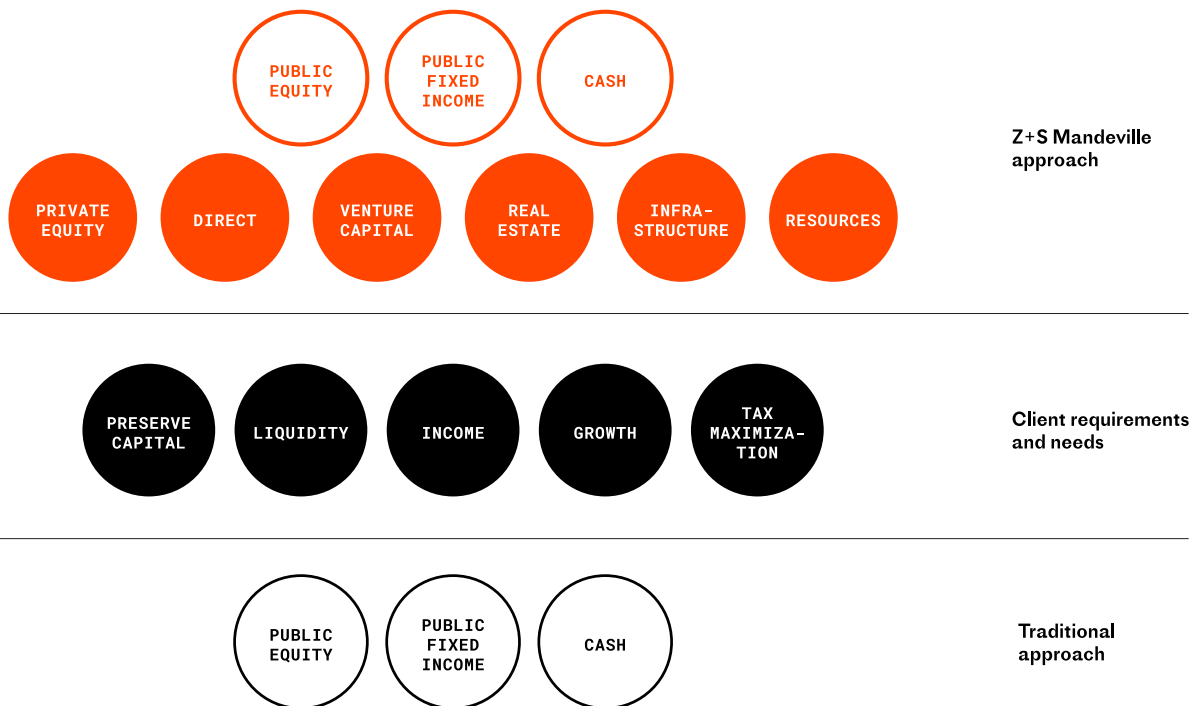 PUBLIC
EQUITY
PUBLIC
FIXED
INCOME
CASH
Z+S Mandeville
approach
PRIVATE
EQUITY
DIRECT
VENTURE
CAPITAL
REAL
ESTATE
INFRA-
STRUCTURE
RESOURCES
PRESERVE
CAPITAL
LIQUIDITY
INCOME
GROWTH
TAX
MAXIMIZA-
TION
Client requirements
and needs
PUBLIC
EQUITY
PUBLIC
FIXED
INCOME
CASH
Traditional
approach